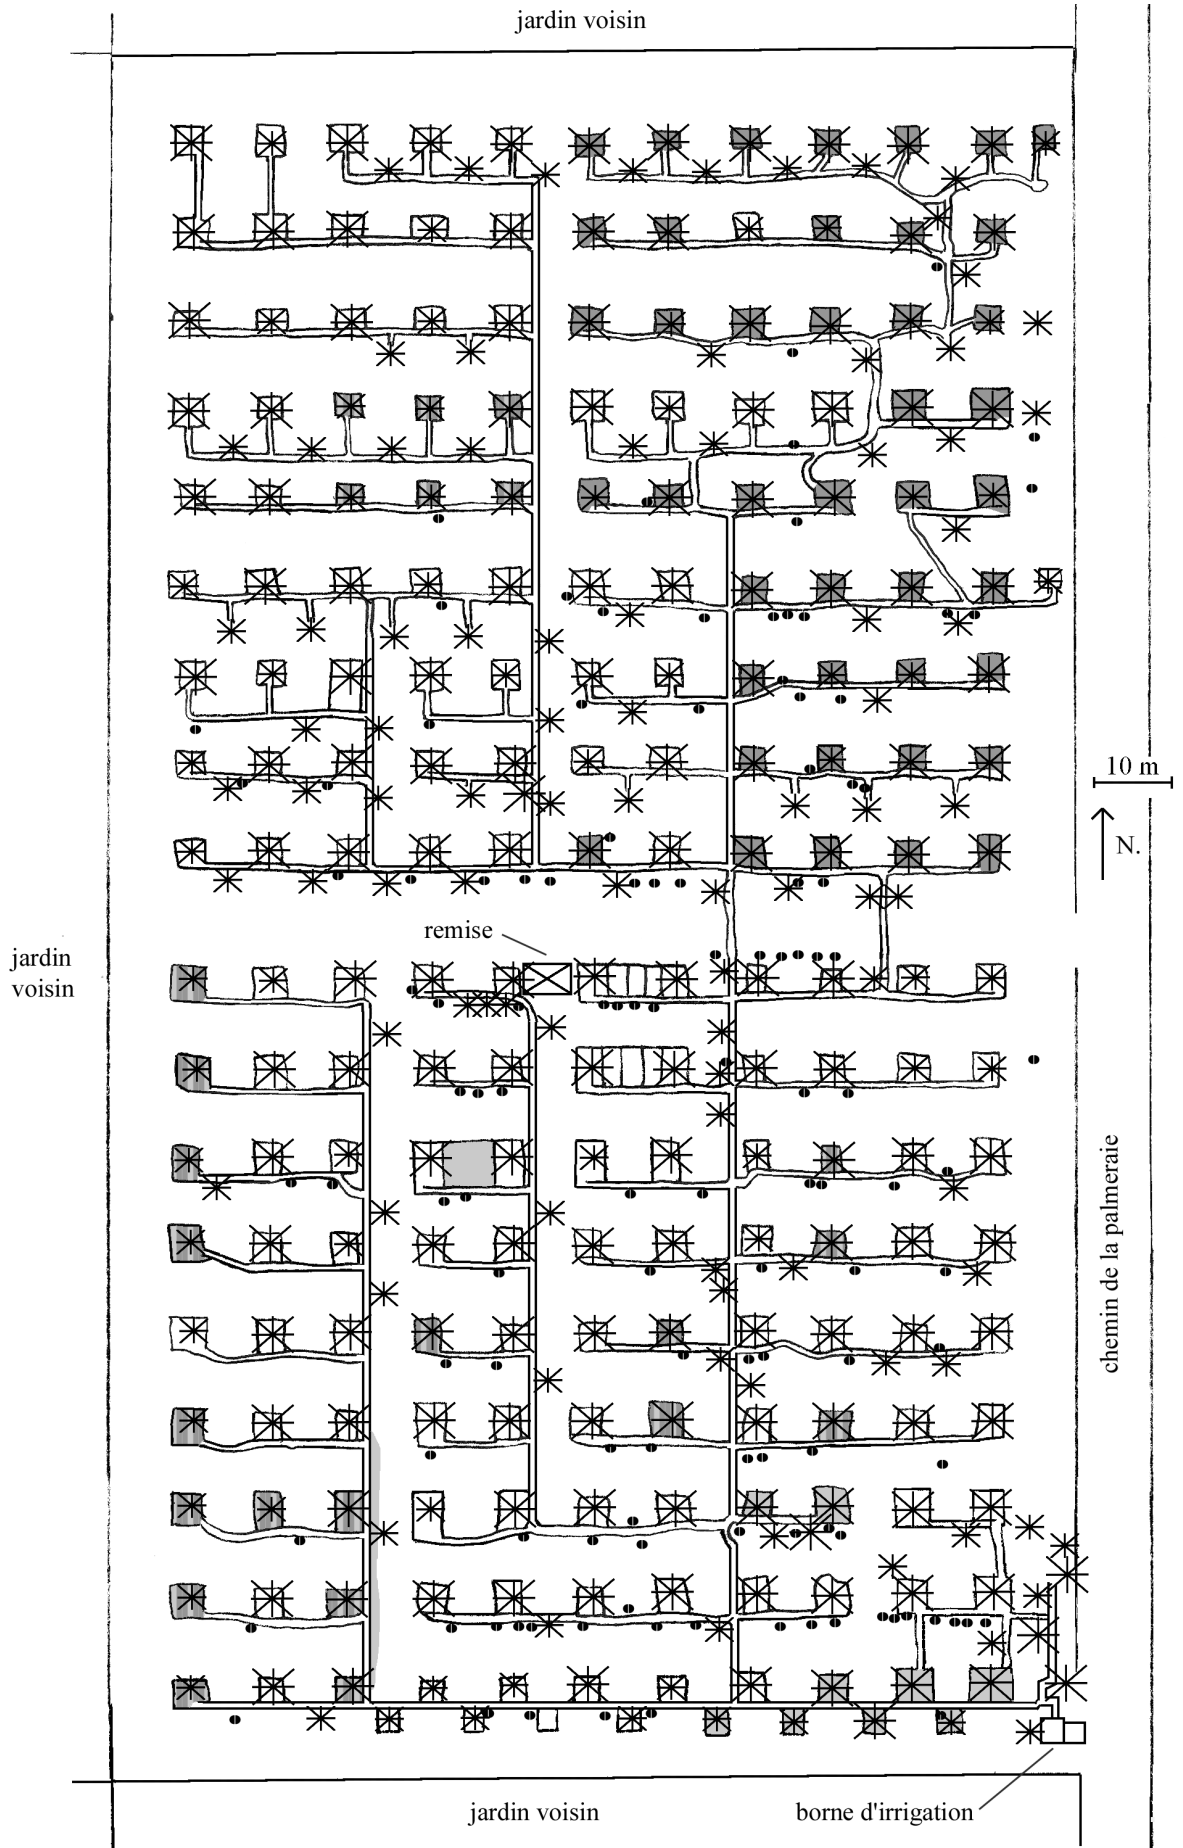 jardin voisin
10 m
N.
remise
jardin
voisin
chemin de la palmeraie
jardin voisin
borne d'irrigation